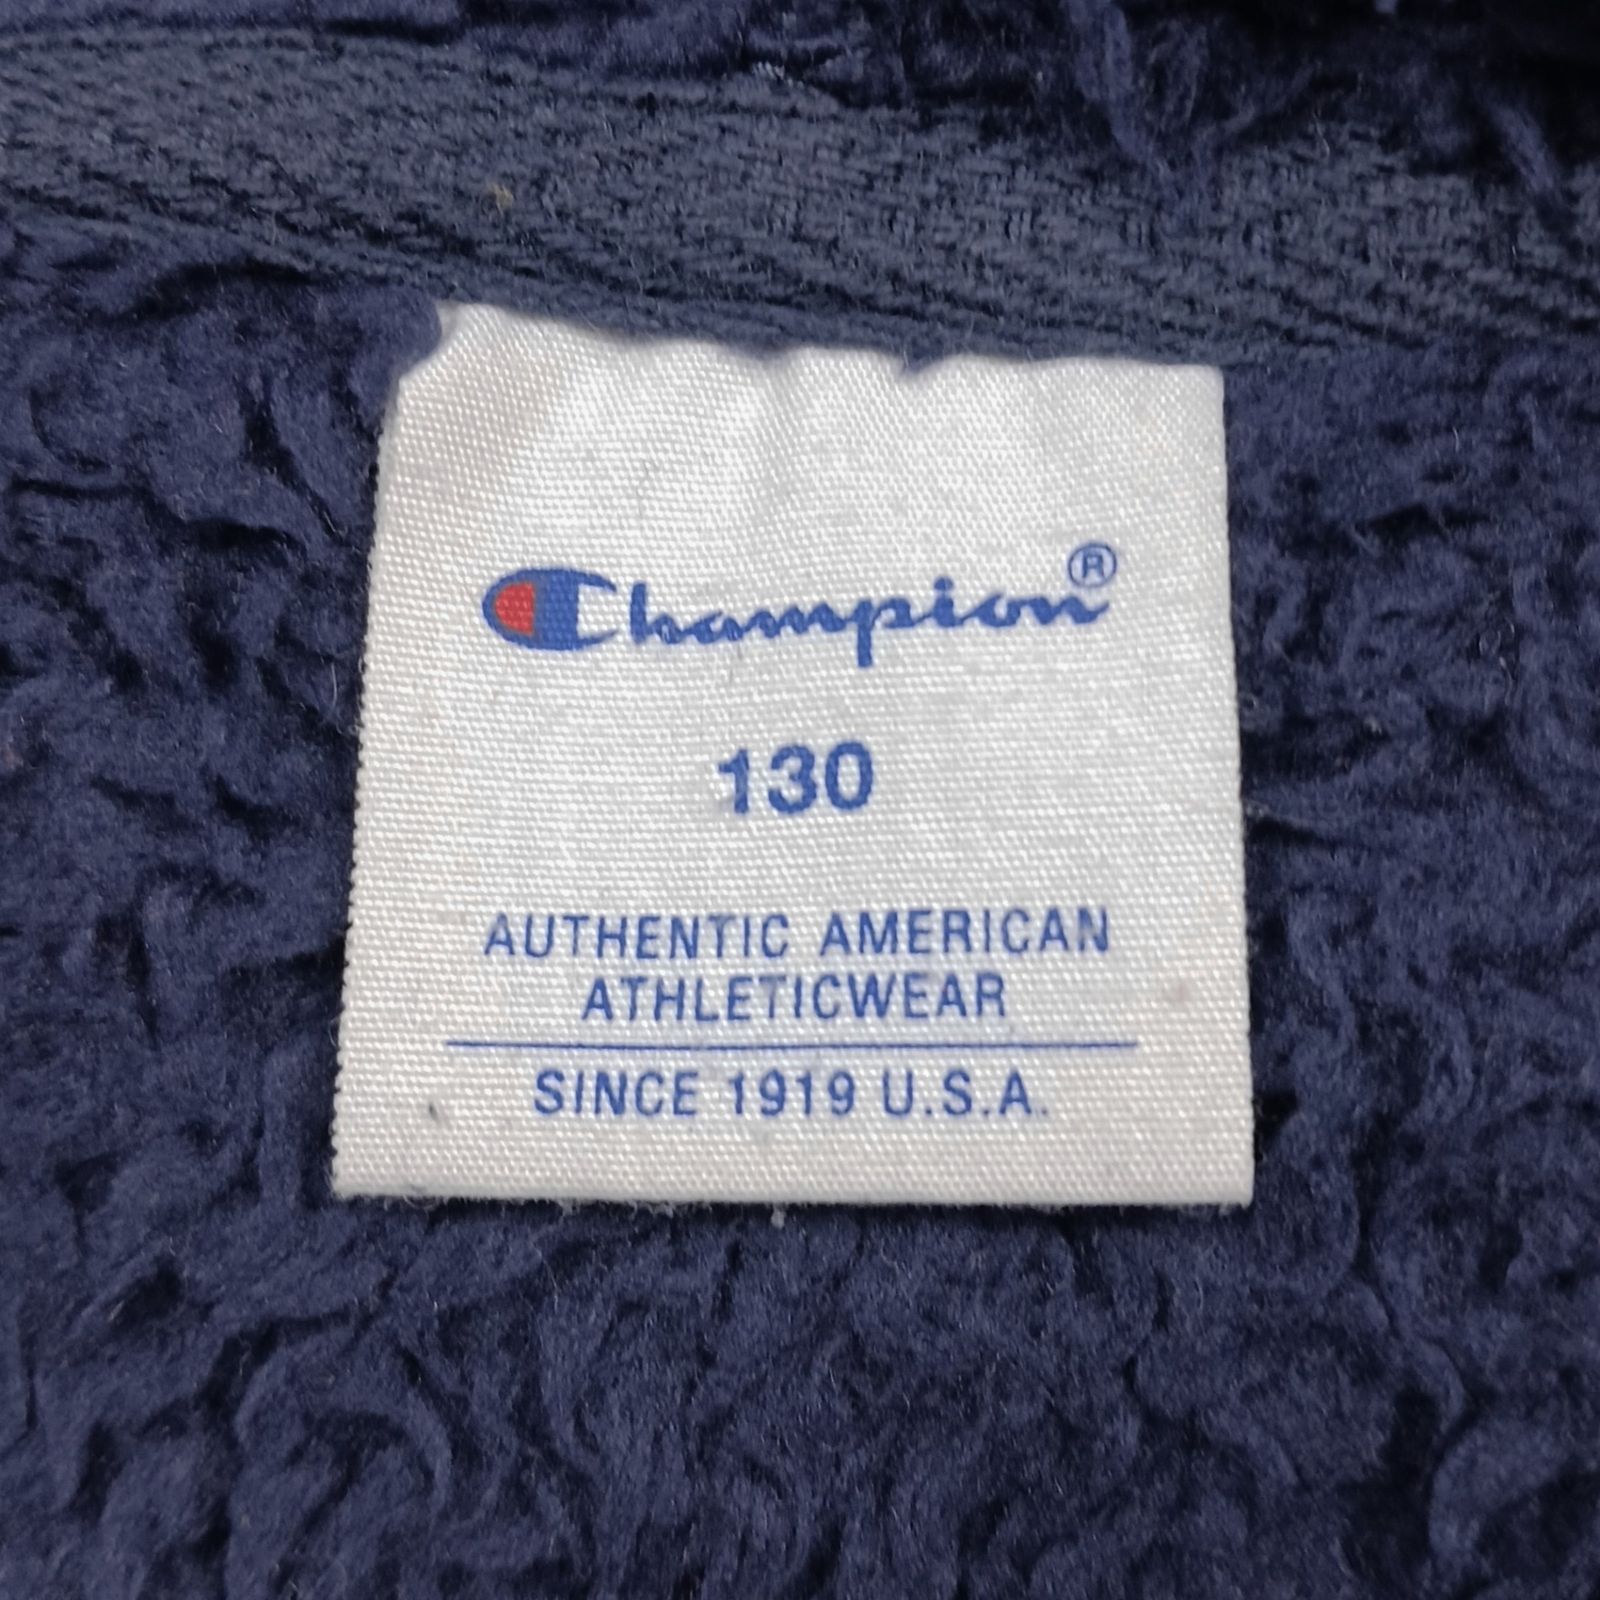 Champion®
130
AUTHENTIC AMERICAN
ATHLETICWEAR
SINCE 1919 U.S.A.